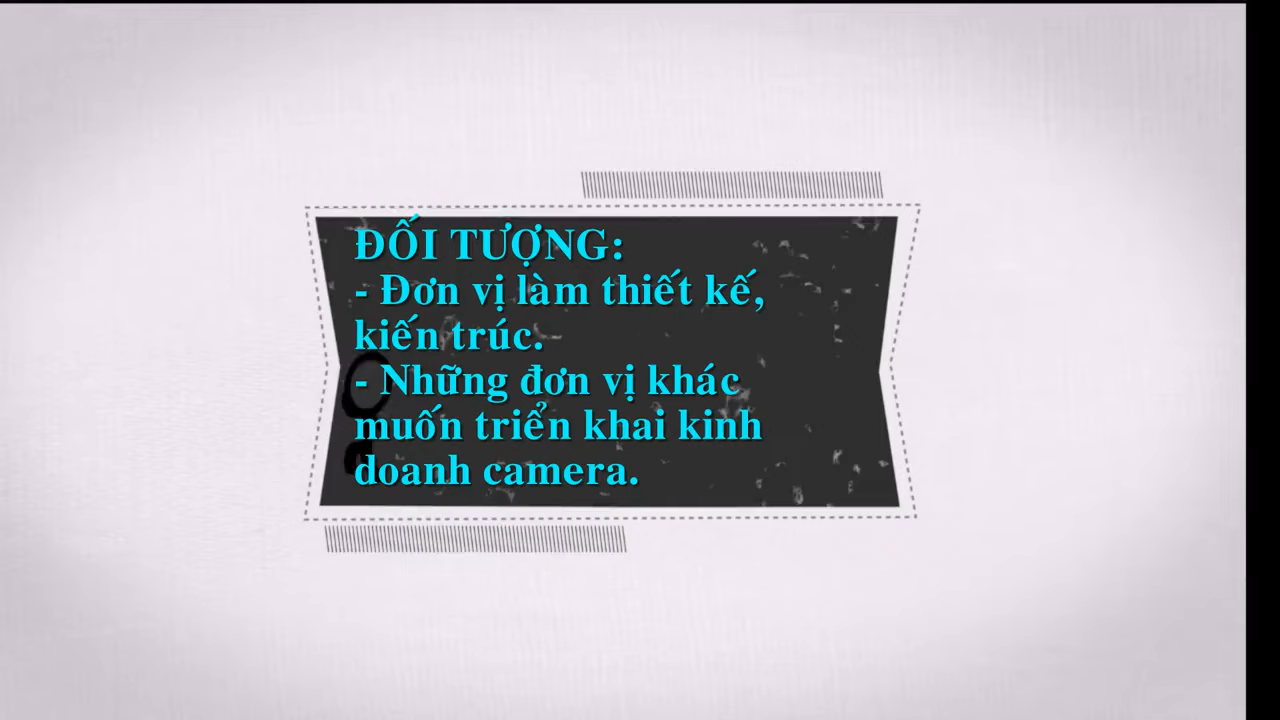 ĐỐI TƯỢNG:
- Đơn vị làm thiết kế,
kiến trúc.
- Những đơn vị khác
muốn triển khai kinh
doanh camera.